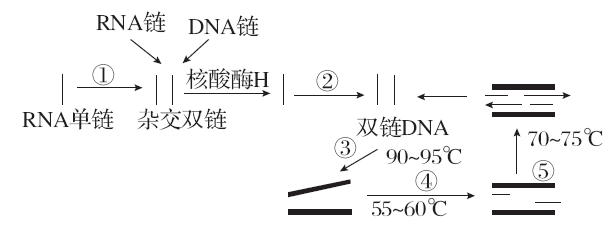 RNA链 DNA链
① 核酸酶H ②
RNA单链 杂交双链 双链DNA
③ 90~95℃ 70~75℃
④ ⑤
55~60℃